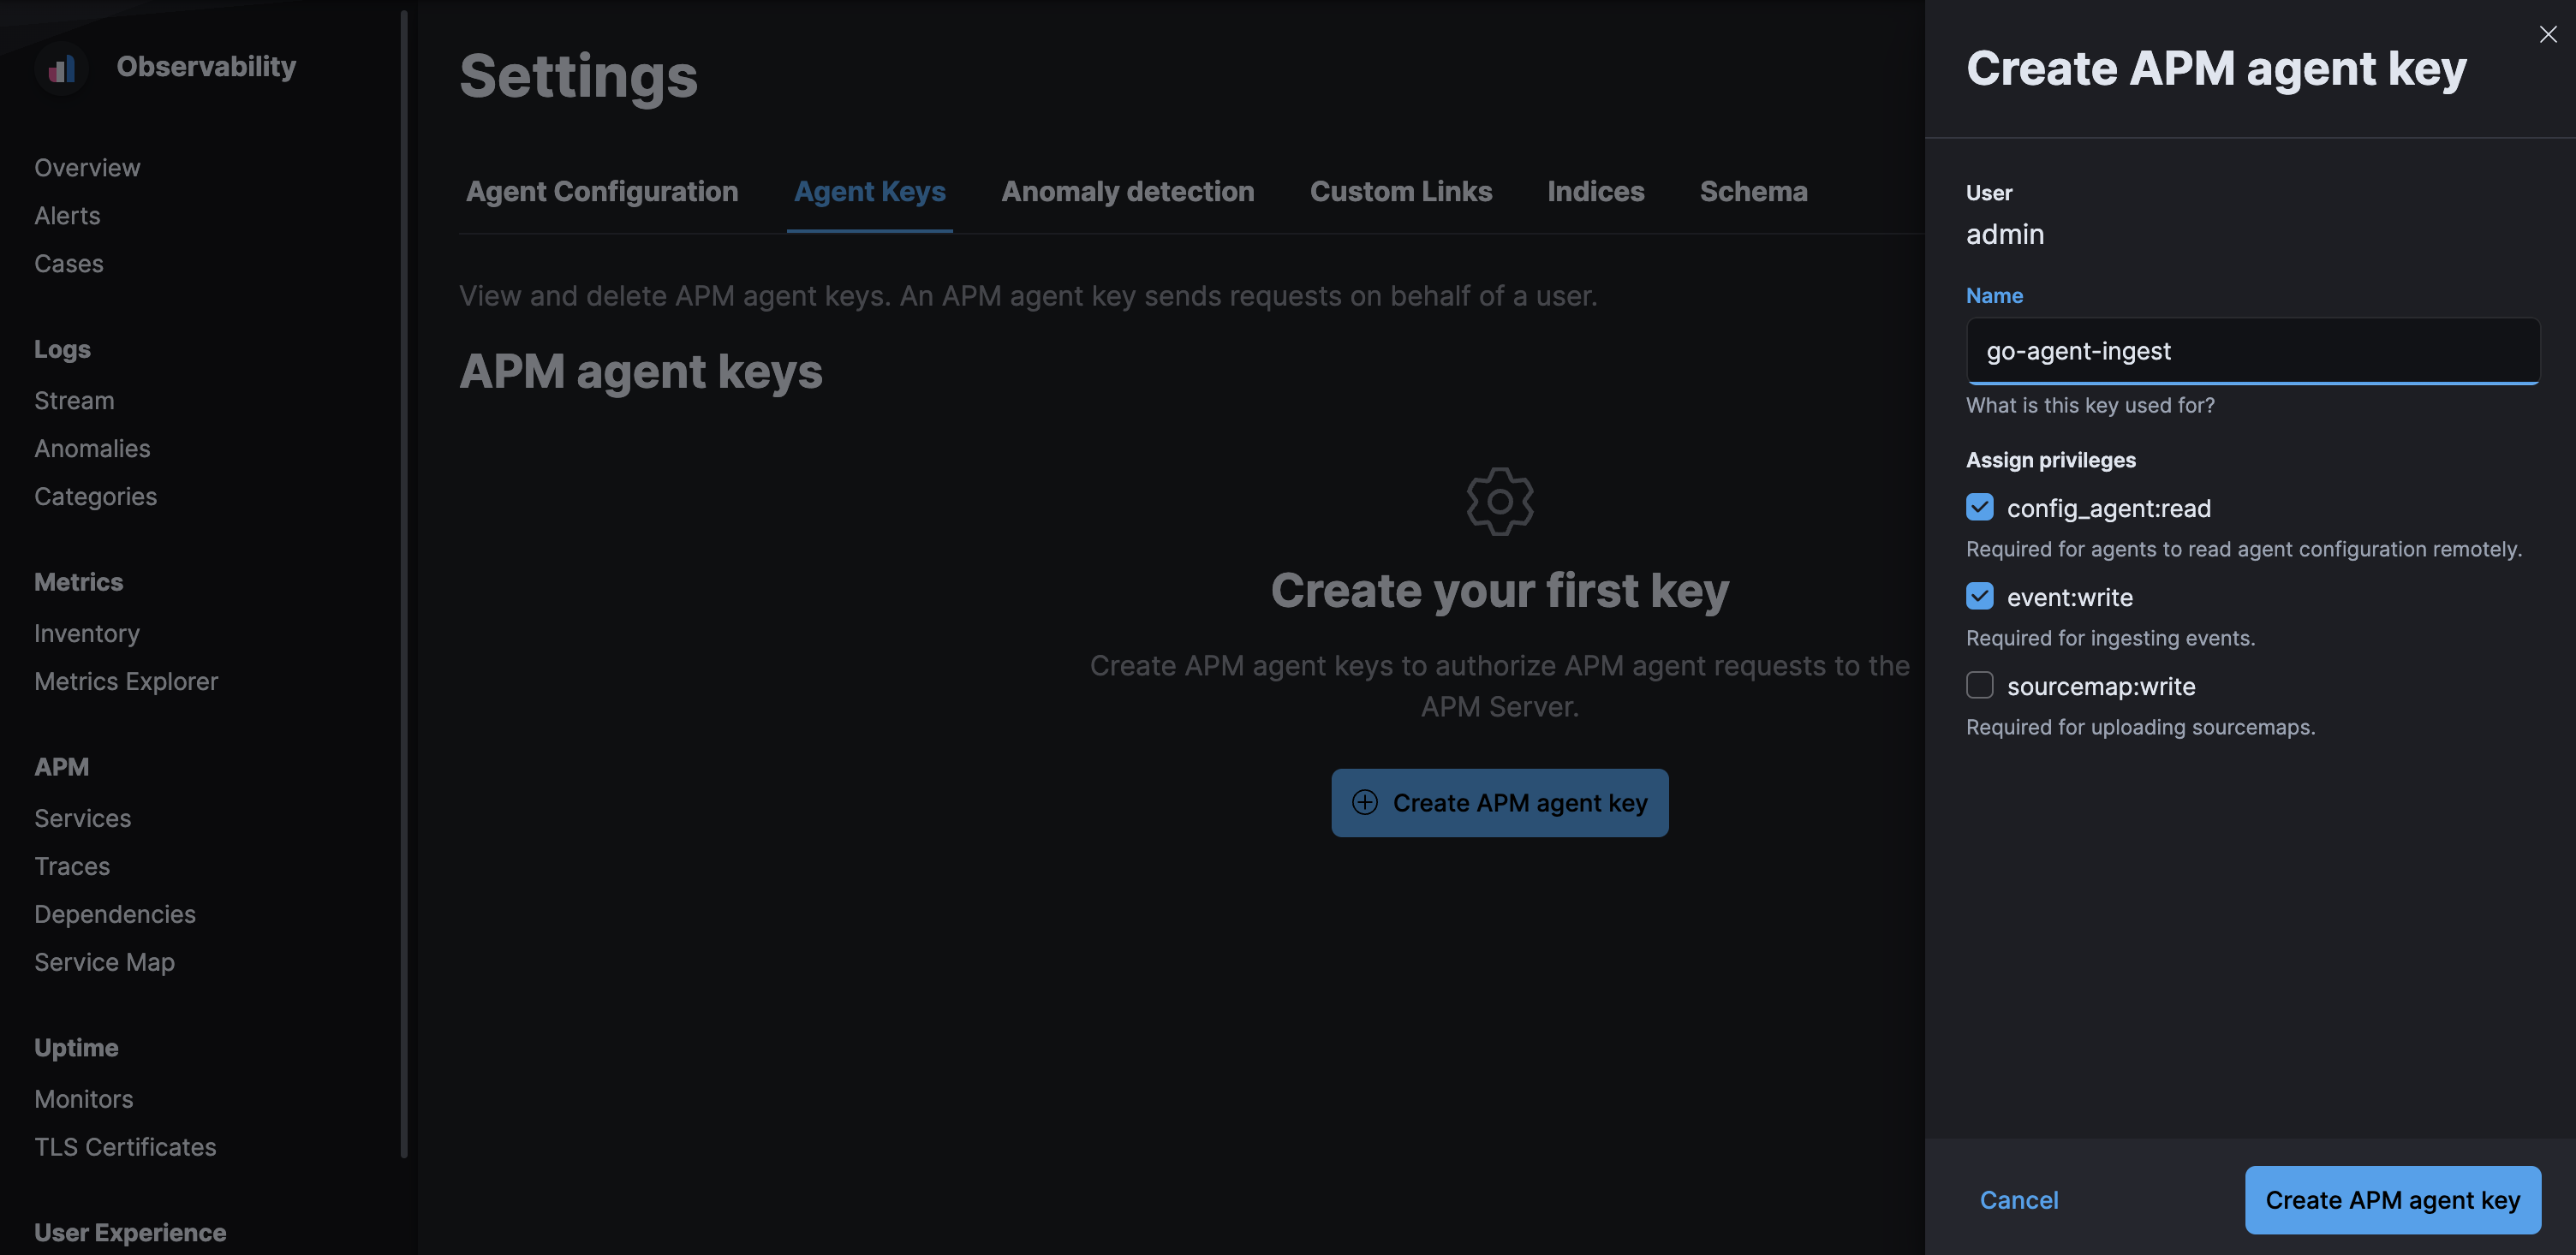 Observability
Overview
Alerts
Cases
Logs
Stream
Anomalies
Categories
Metrics
Inventory
Metrics Explorer
APM
Services
Traces
Dependencies
Service Map
Uptime
Monitors
TLS Certificates
User Experience
Settings
Agent Configuration
Agent Keys
Anomaly detection
Custom Links
Indices
Schema
View and delete APM agent keys. An APM agent key sends requests on behalf of a user.
APM agent keys
Create your first key
Create APM agent keys to authorize APM agent requests to the
APM Server.
Create APM agent key
Create APM agent key
User
admin
Name
go-agent-ingest
What is this key used for?
Assign privileges
config_agent:read
Required for agents to read agent configuration remotely.
event:write
Required for ingesting events.
sourcemap:write
Required for uploading sourcemaps.
Cancel
Create APM agent key